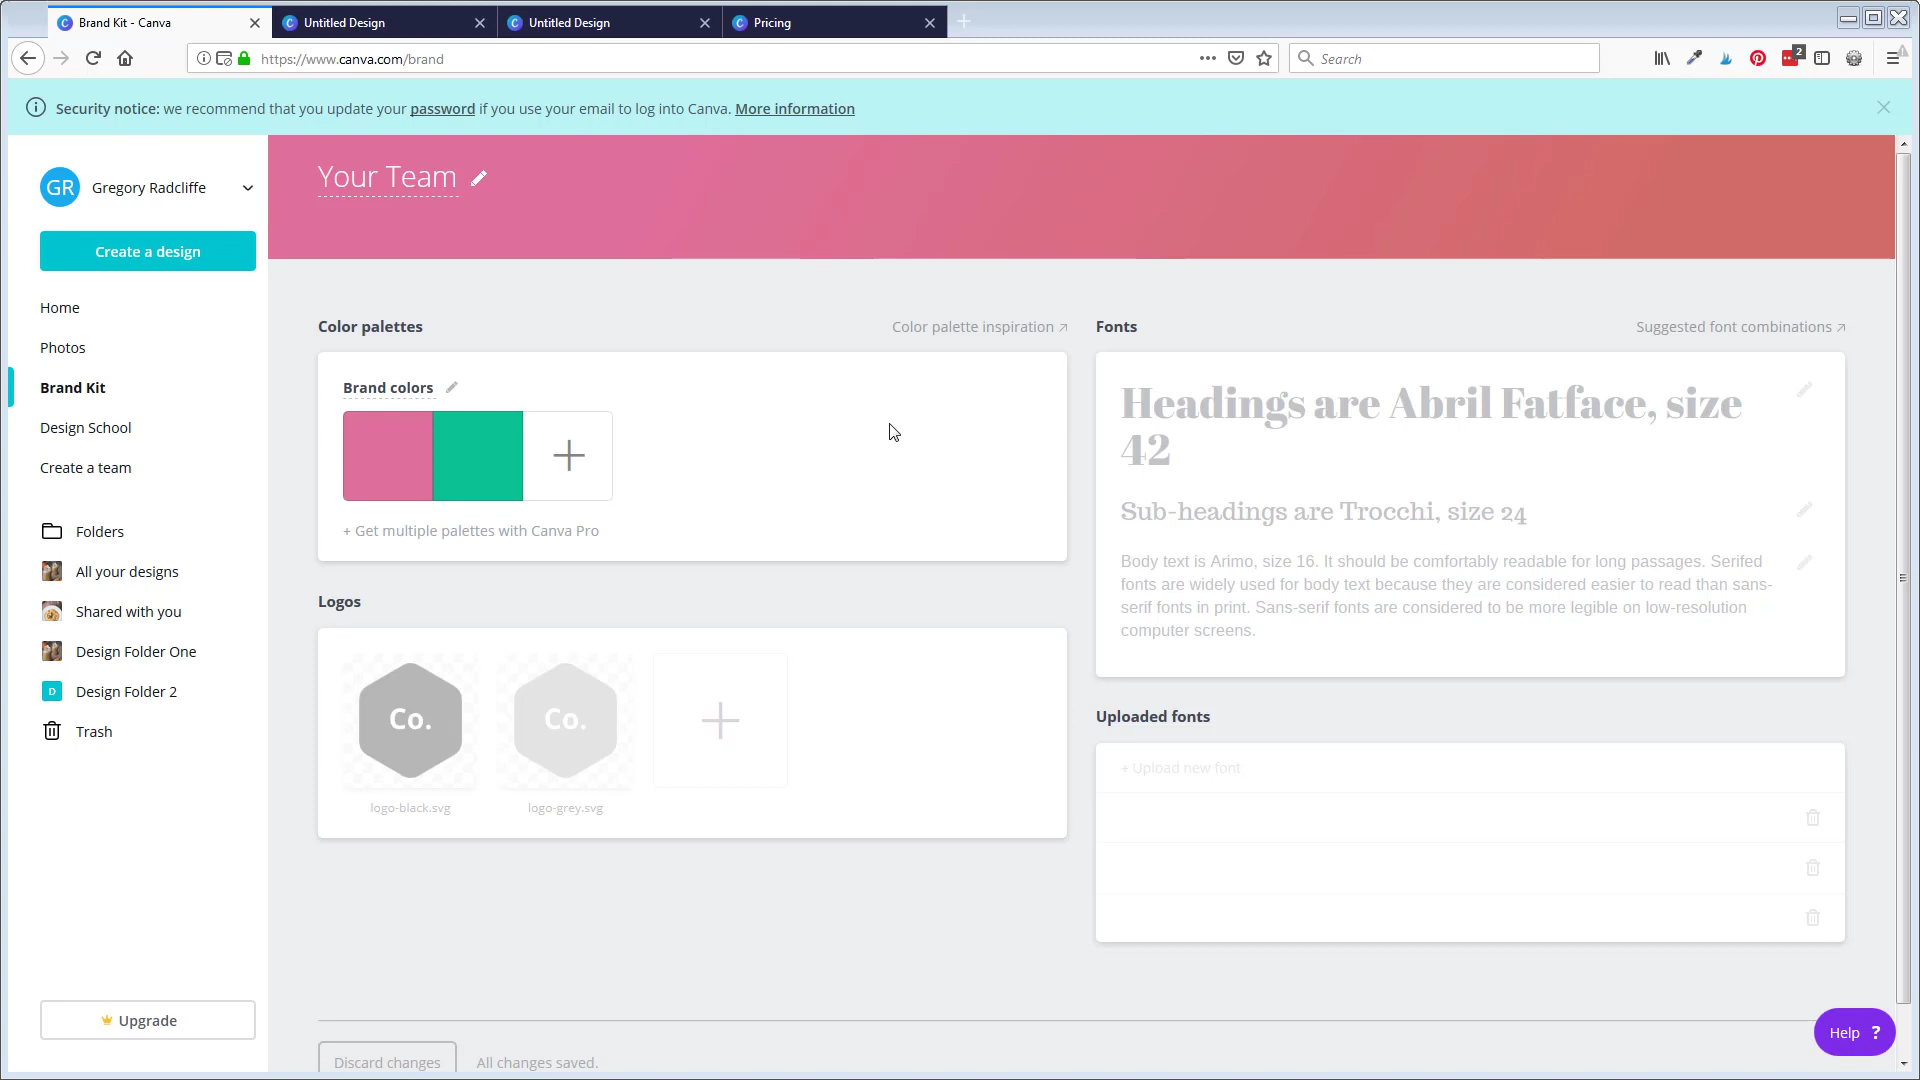 Brand Kit - Canva
Untitled Design
Untitled Design
Pricing
https://www.canva.com/brand
Search
2
Security notice: we recommend that you update your password if you use your email to log into Canva. More information
GR
Gregory Radcliffe
Create a design
Home
Photos
Brand Kit
Design School
Create a team
Folders
All your designs
Shared with you
Design Folder One
D
Design Folder 2
Trash
Upgrade
Your Team
Color palettes
Color palette inspiration
Brand colors
+ Get multiple palettes with Canva Pro
Logos
Co.
Co.
logo-black.svg
logo-grey.svg
Fonts
Suggested font combinations
Headings are Abril Fatface, size
42
Sub-headings are Trocchi, size 24
Body text is Arimo, size 16. It should be comfortably readable for long passages. Serifed
fonts are widely used for body text because they are considered easier to read than sans-
serif fonts in print. Sans-serif fonts are considered to be more legible on low-resolution
computer screens.
Uploaded fonts
+ Upload new font
Discard changes
All changes saved.
Help ?